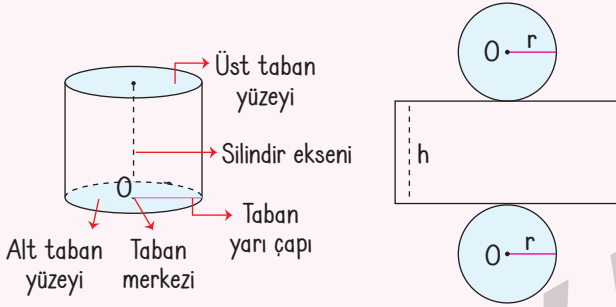 Üst taban
yüzeyi
Silindir ekseni
O
Taban
yarı çapı
Alt taban
yüzeyi
Taban
merkezi
O r
h
O r